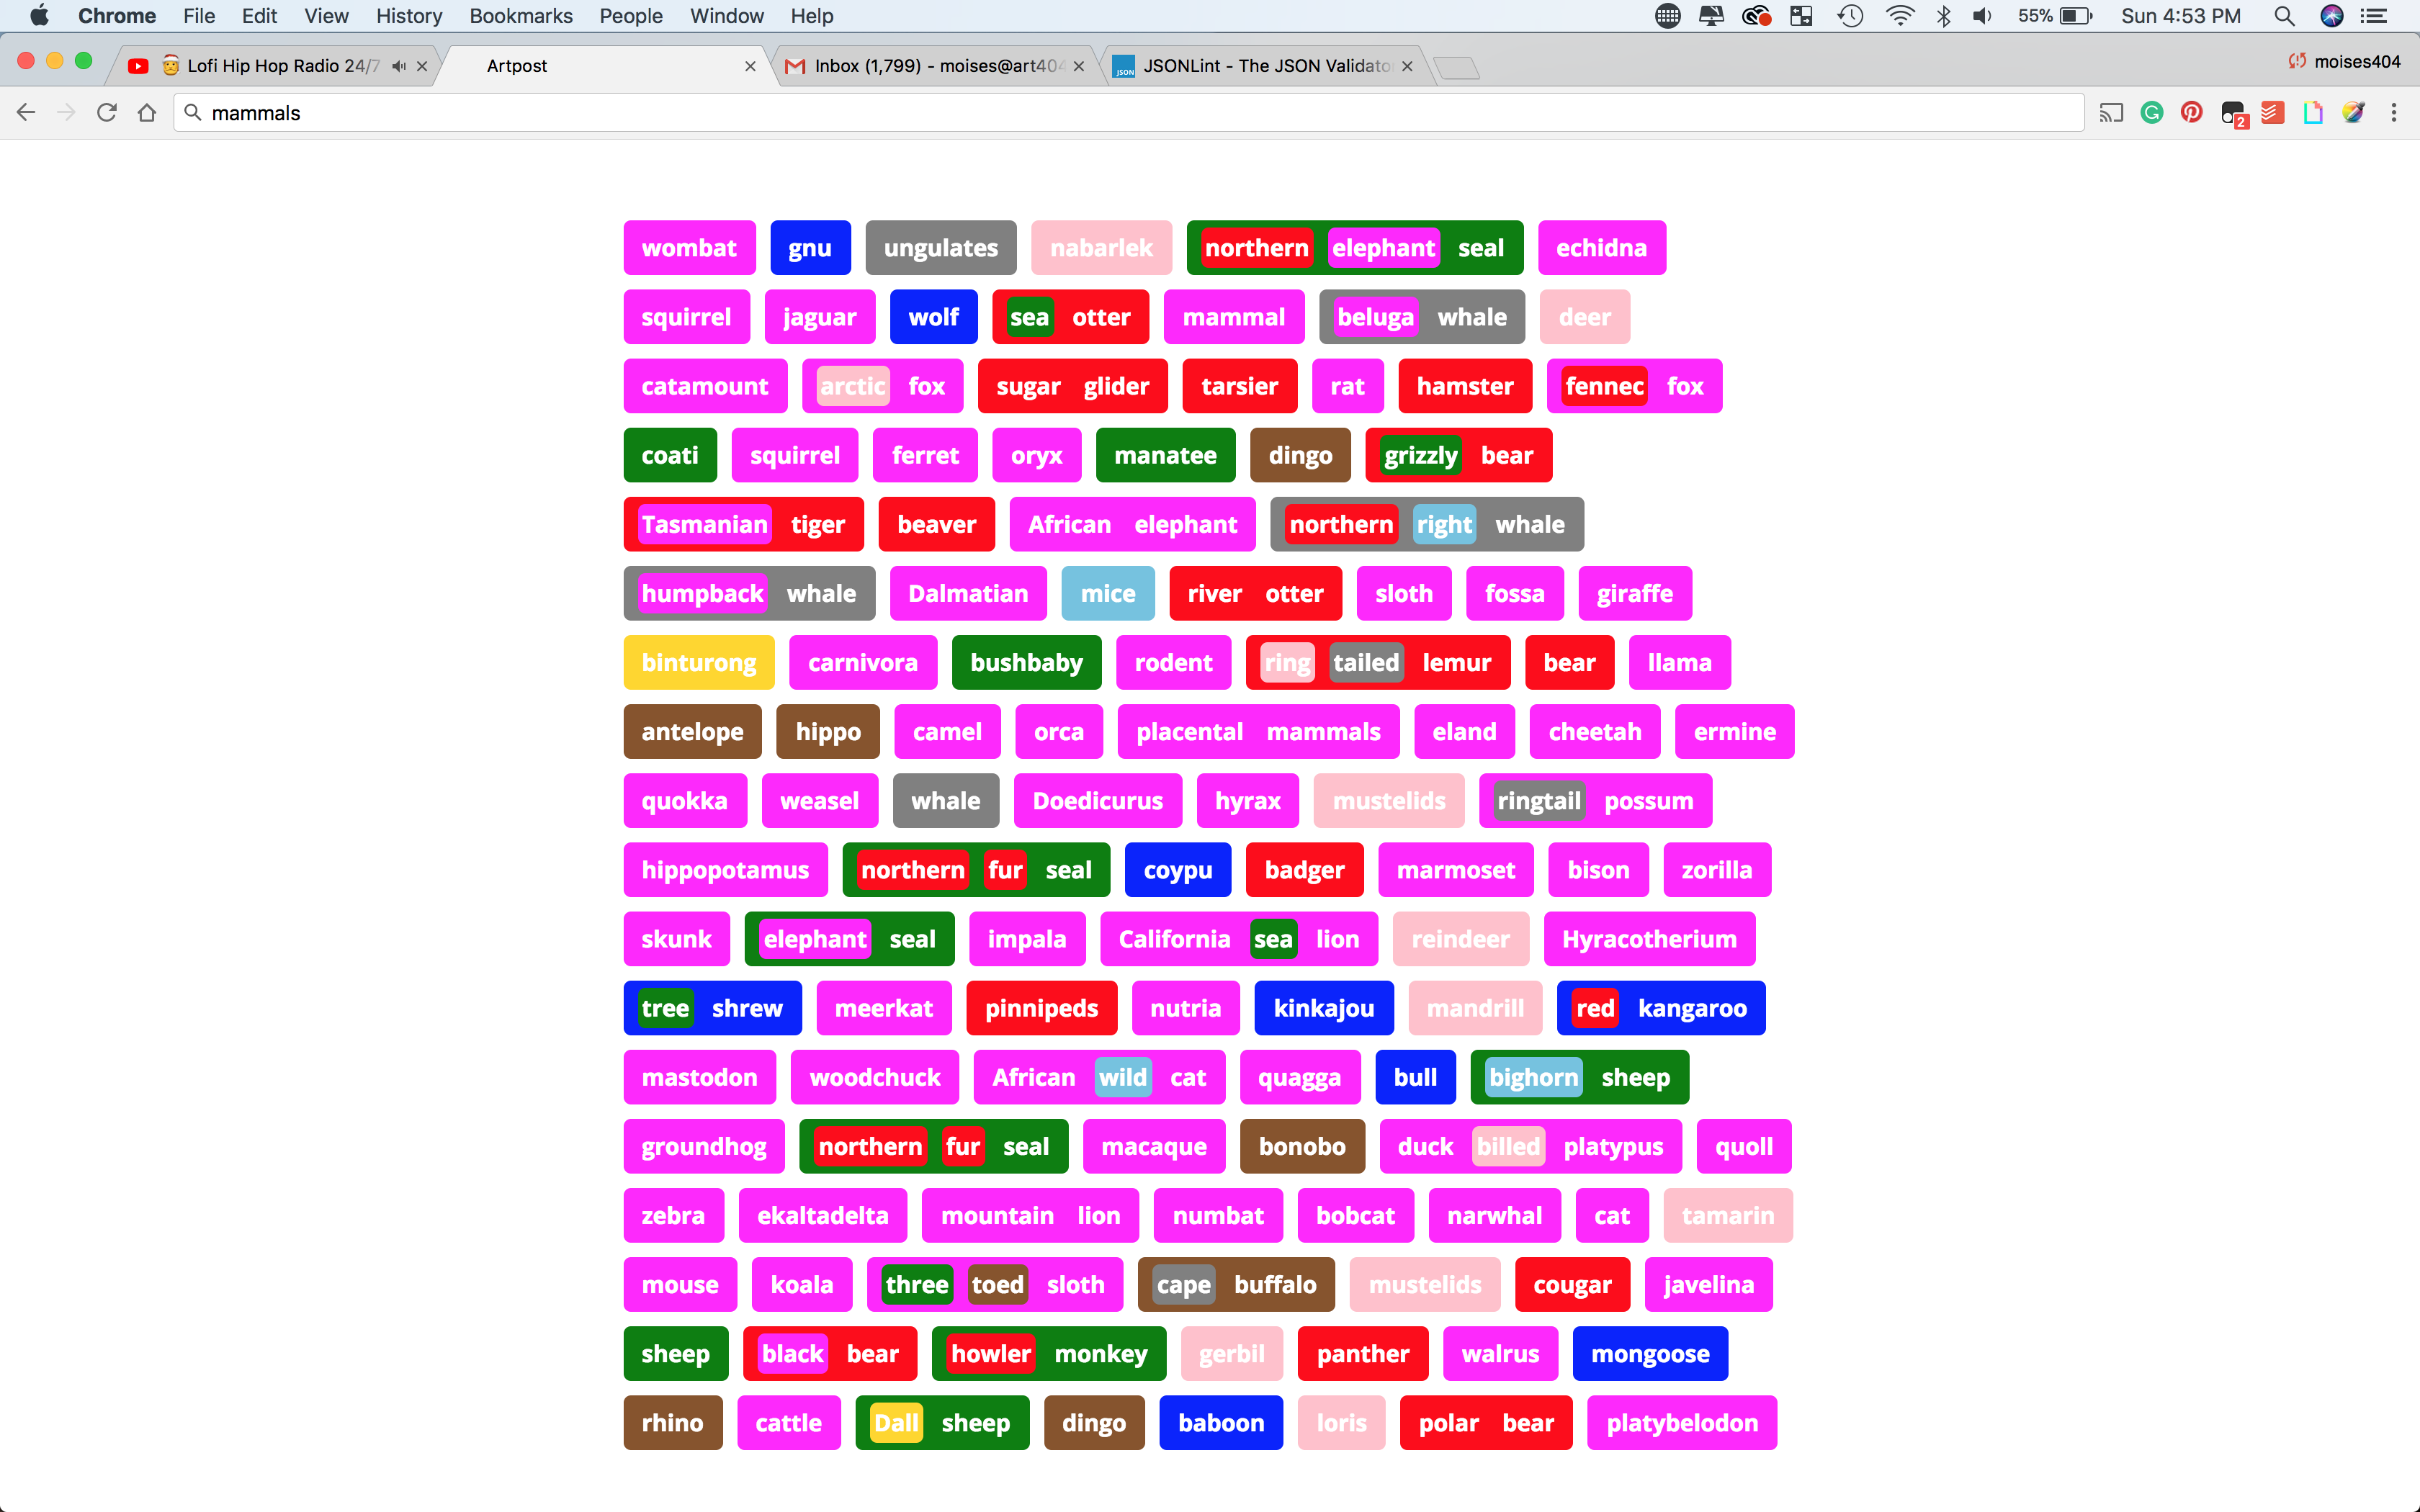 Chrome File Edit View History Bookmarks People Window Help 55% Sun 4:53 PM
Lofi Hip Hop Radio 24/7 Artpost Inbox (1,799) - moises@art404 JSON JSONLint - The JSON Validator moises404
mammals 2
wombat gnu ungulates nabarlek northern elephant seal echidna
squirrel jaguar wolf sea otter mammal beluga whale deer
catamount arctic fox sugar glider tarsier rat hamster fennec fox
coati squirrel ferret oryx manatee dingo grizzly bear
Tasmanian tiger beaver African elephant northern right whale
humpback whale Dalmatian mice river otter sloth fossa giraffe
binturong carnivora bushbaby rodent ring tailed lemur bear llama
antelope hippo camel orca placental mammals eland cheetah ermine
quokka weasel whale Doedicurus hyrax mustelids ringtail possum
hippopotamus northern fur seal coypu badger marmoset bison zorilla
skunk elephant seal impala California sea lion reindeer Hyracotherium
tree shrew meerkat pinnipeds nutria kinkajou mandrill red kangaroo
mastodon woodchuck African wild cat quagga bull bighorn sheep
groundhog northern fur seal macaque bonobo duck billed platypus quoll
zebra ekaltadelta mountain lion numbat bobcat narwhal cat tamarin
mouse koala three toed sloth cape buffalo mustelids cougar javelina
sheep black bear howler monkey gerbil panther walrus mongoose
rhino cattle Dall sheep dingo baboon loris polar bear platybelodon